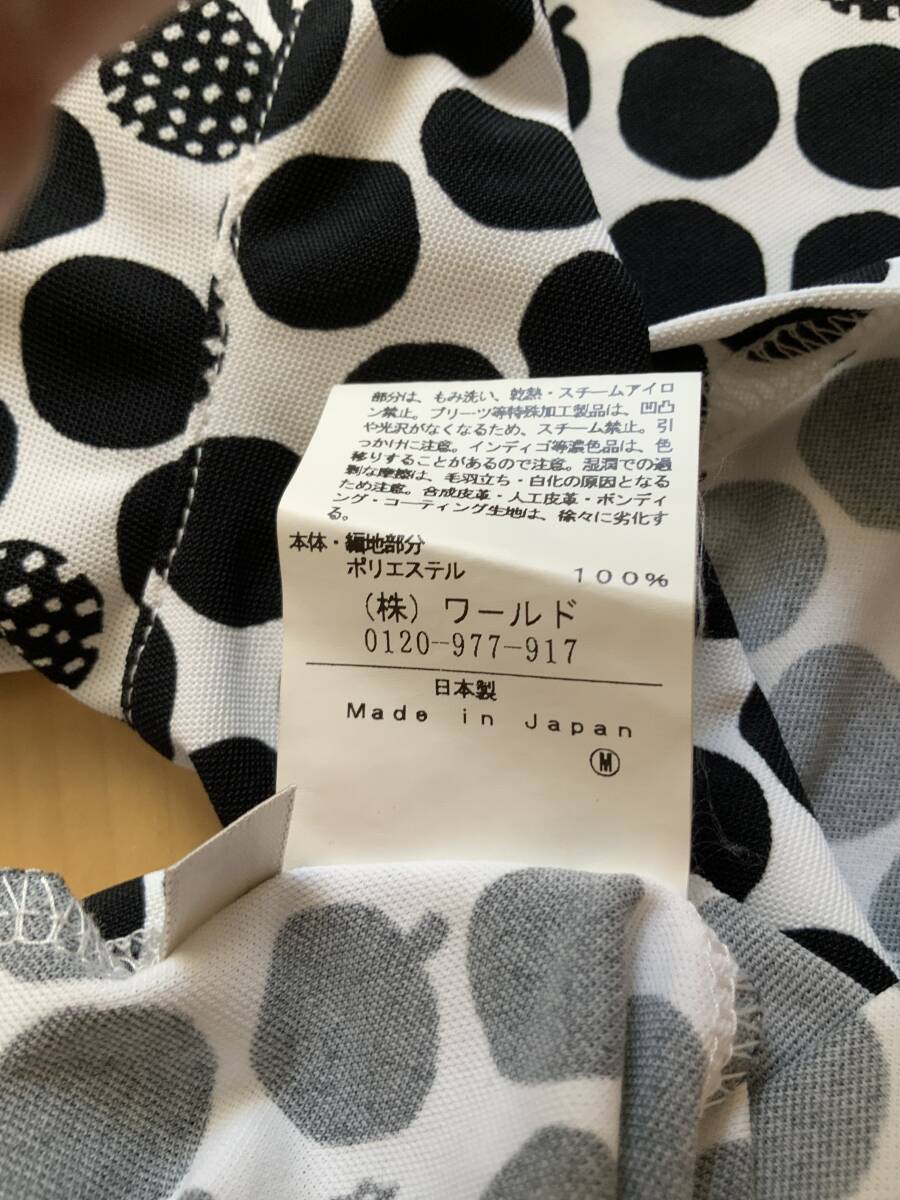 部分は、もみ洗い、乾熱・スチームアイロ
ン禁止。プリーツ等特殊加工製品は、凹凸
や光沢がなくなるため、スチーム禁止。引
っかけに注意。インディゴ等濃色品は、色
移りすることがあるので注意。湿潤での過
剰な摩擦は、毛羽立ち・白化の原因となる
ため注意。合成皮革・人工皮革・ボンディ
ング・コーティング生地は、徐々に劣化す
る。
本体・編地部分
ポリエステル 100%
(株) ワールド
0120-977-917
日本製
Made in Japan
M